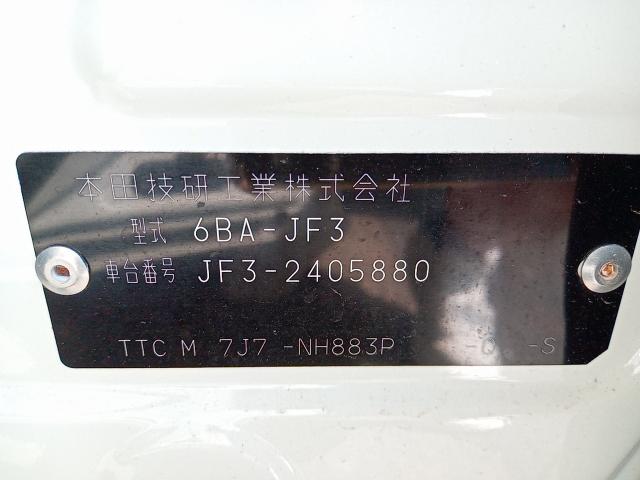 本田技研工業株式会社
型式 6BA-JF3
車台番号 JF3-2405880
TTC M 7J7 -NH883P -Q -S